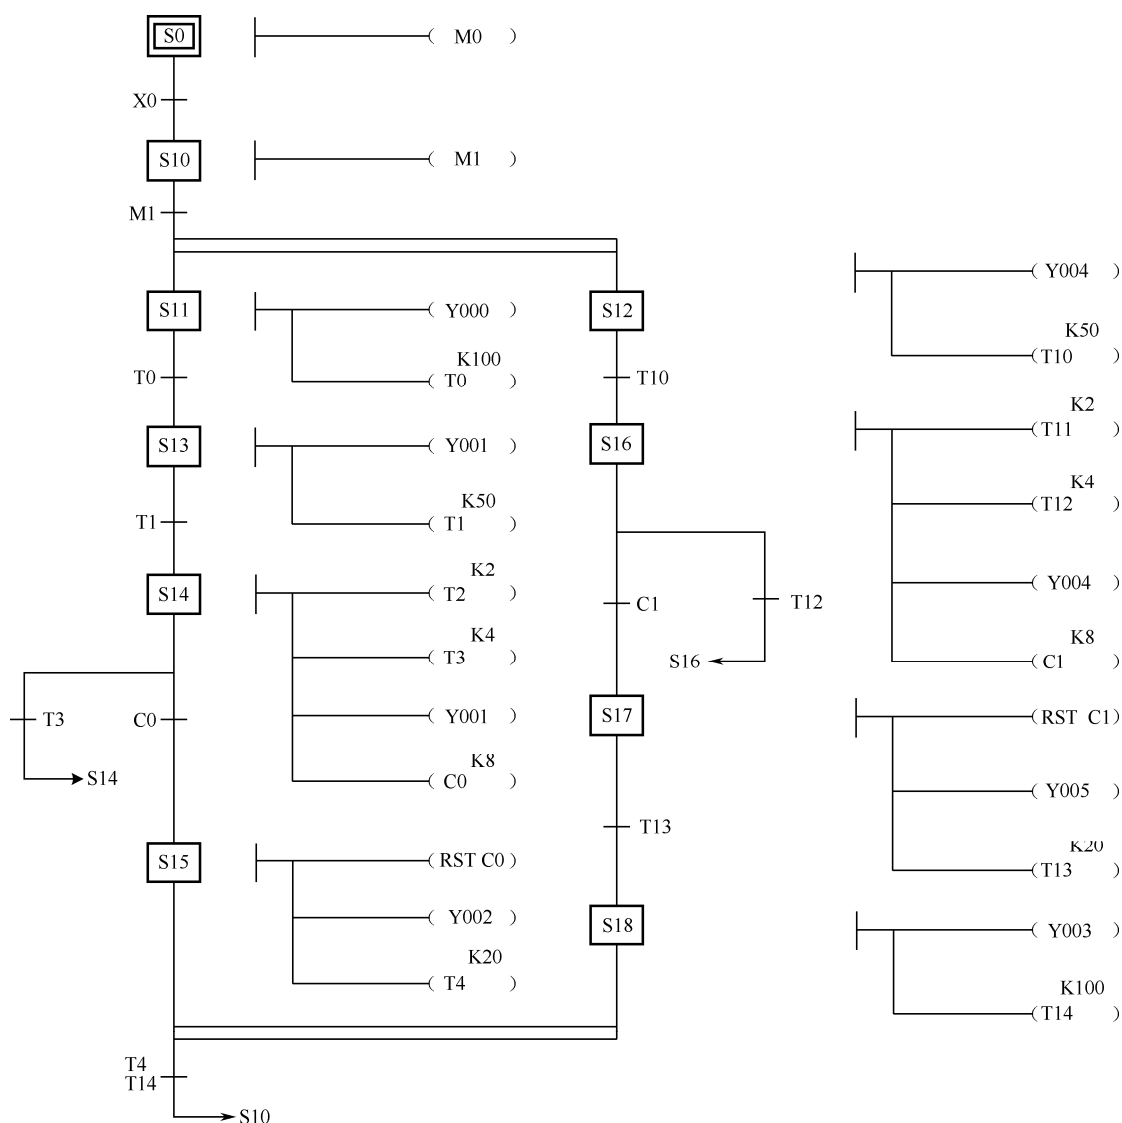 S0
( M0 )
X0
S10
( M1 )
M1
S11
( Y000 )
K100
( T0 )
T0
S13
( Y001 )
K50
( T1 )
T1
S14
K2
( T2 )
K4
( T3 )
( Y001 )
K8
( C0 )
T3
C0
S14
S15
( RST C0 )
( Y002 )
K20
( T4 )
T4
T14
S10
S12
( Y004 )
K50
( T10 )
T10
S16
K2
( T11 )
K4
( T12 )
( Y004 )
K8
( C1 )
C1
T12
S16
S17
( RST C1 )
( Y005 )
K20
( T13 )
T13
S18
( Y003 )
K100
( T14 )